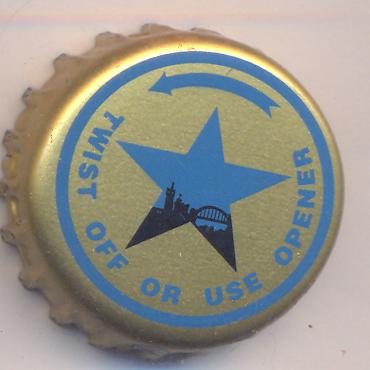 TWIST OFF OR USE OPENER